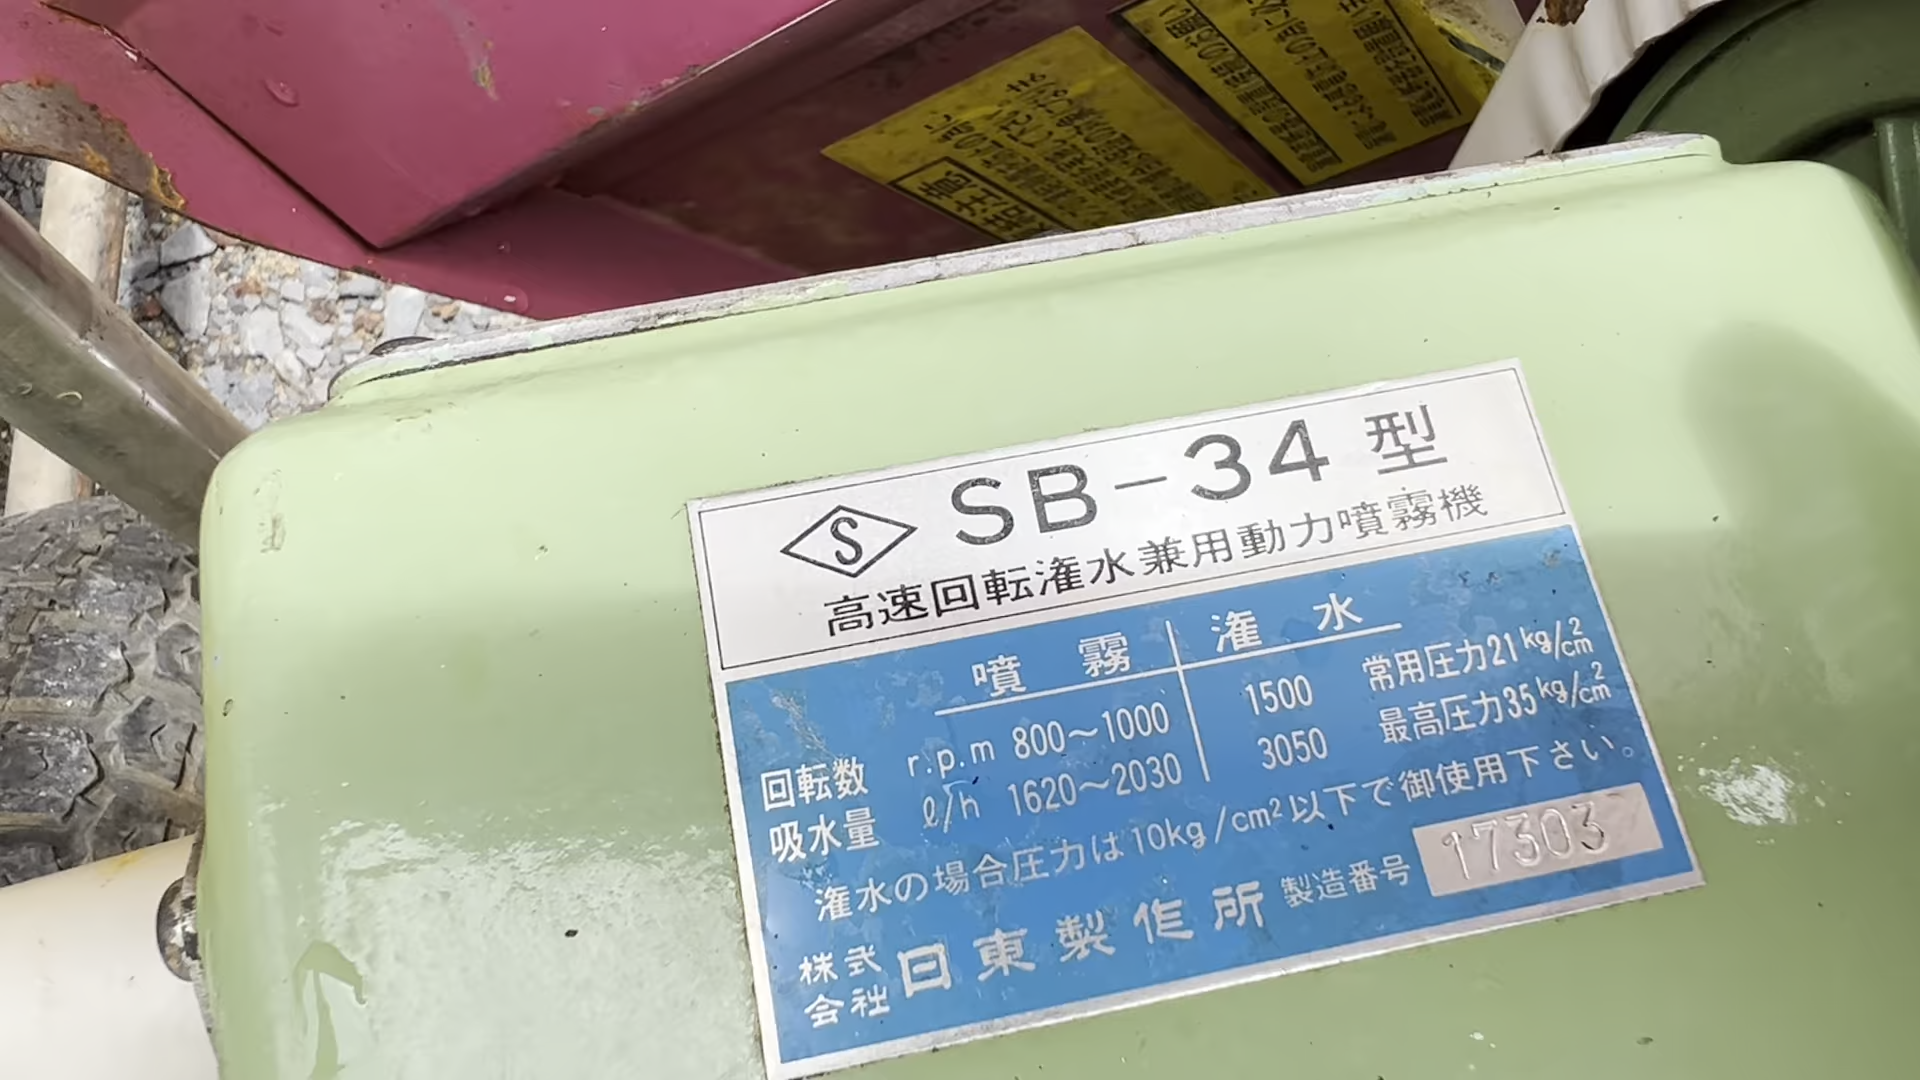 S SB-34 型
高速回転潅水兼用動力噴霧機
噴霧 潅水
回転数 r.p.m 800〜1000 1500 常用圧力21kg/cm²
吸水量 ℓ/h 1620〜2030 3050 最高圧力35kg/cm²
潅水の場合圧力は10kg/cm²以下で御使用下さい。
株式会社 日東製作所 製造番号 17303